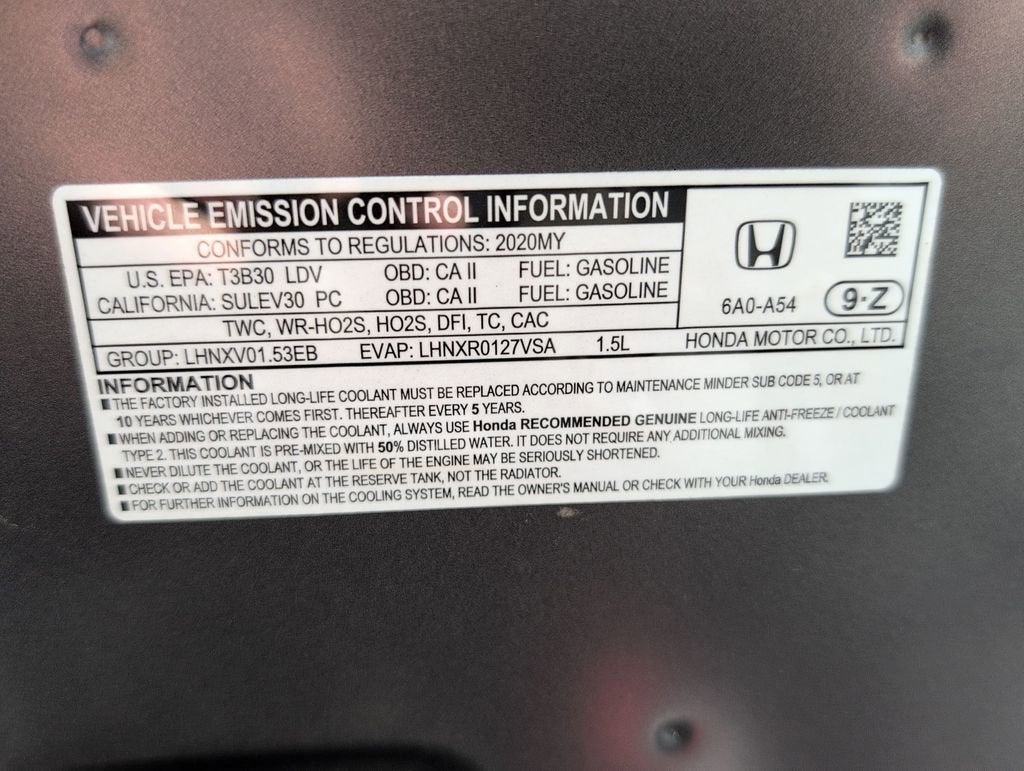 VEHICLE EMISSION CONTROL INFORMATION
CONFORMS TO REGULATIONS: 2020MY
U.S. EPA: T3B30 LDV OBD: CA II FUEL: GASOLINE
CALIFORNIA: SULEV30 PC OBD: CA II FUEL: GASOLINE
TWC, WR-HO2S, HO2S, DFI, TC, CAC
GROUP: LHNXV01.53EB EVAP: LHNXR0127VSA 1.5L
6A0-A54 9·Z
HONDA MOTOR CO., LTD.
INFORMATION
THE FACTORY INSTALLED LONG-LIFE COOLANT MUST BE REPLACED ACCORDING TO MAINTENANCE MINDER SUB CODE 5, OR AT
10 YEARS WHICHEVER COMES FIRST. THEREAFTER EVERY 5 YEARS.
WHEN ADDING OR REPLACING THE COOLANT, ALWAYS USE Honda RECOMMENDED GENUINE LONG-LIFE ANTI-FREEZE / COOLANT
TYPE 2. THIS COOLANT IS PRE-MIXED WITH 50% DISTILLED WATER. IT DOES NOT REQUIRE ANY ADDITIONAL MIXING.
NEVER DILUTE THE COOLANT, OR THE LIFE OF THE ENGINE MAY BE SERIOUSLY SHORTENED.
CHECK OR ADD THE COOLANT AT THE RESERVE TANK, NOT THE RADIATOR.
FOR FURTHER INFORMATION ON THE COOLING SYSTEM, READ THE OWNER'S MANUAL OR CHECK WITH YOUR Honda DEALER.